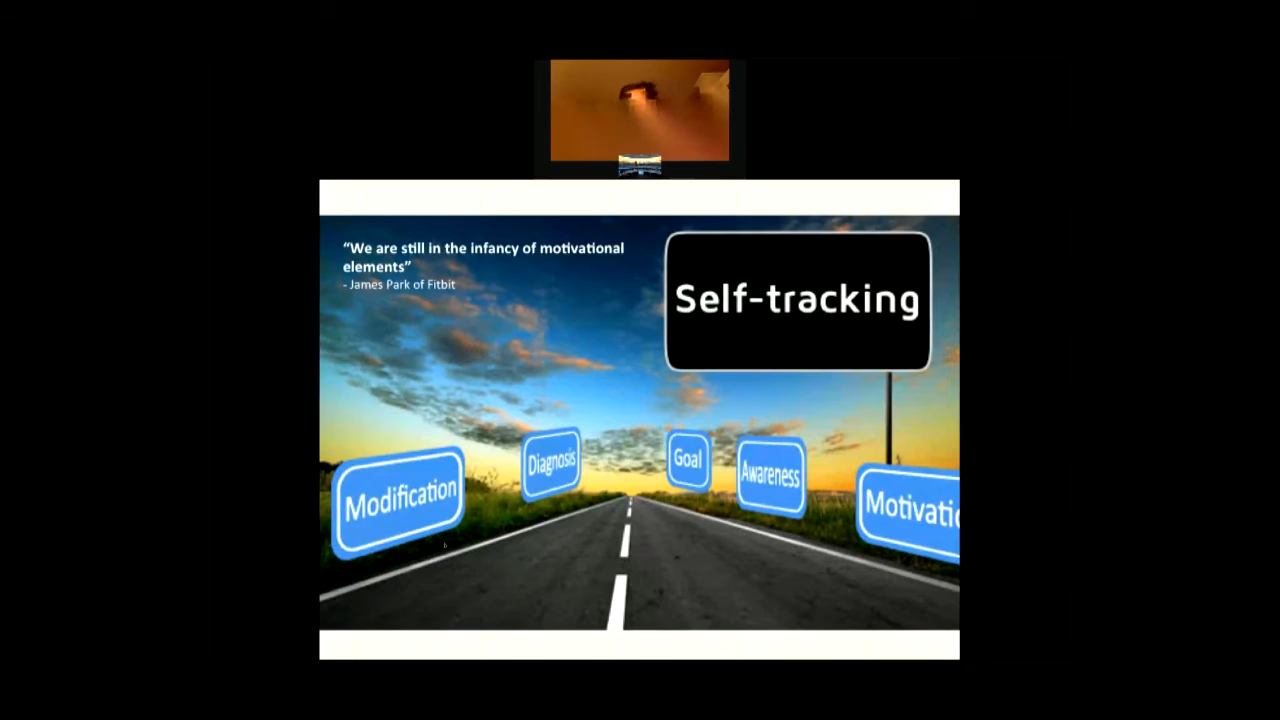 “We are still in the infancy of motivational
elements”
- James Park of Fitbit
Self-tracking
Modification
Diagnosis
Goal
Awareness
Motivatio